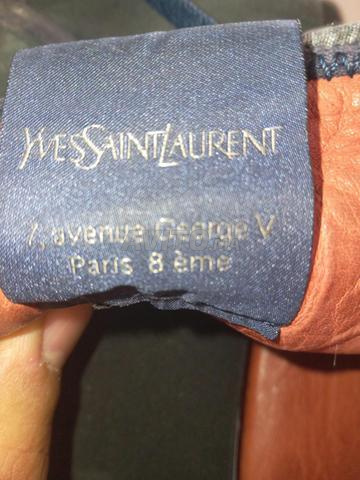 YVESSAINTLAURENT
7, avenue George V
Paris 8 ème